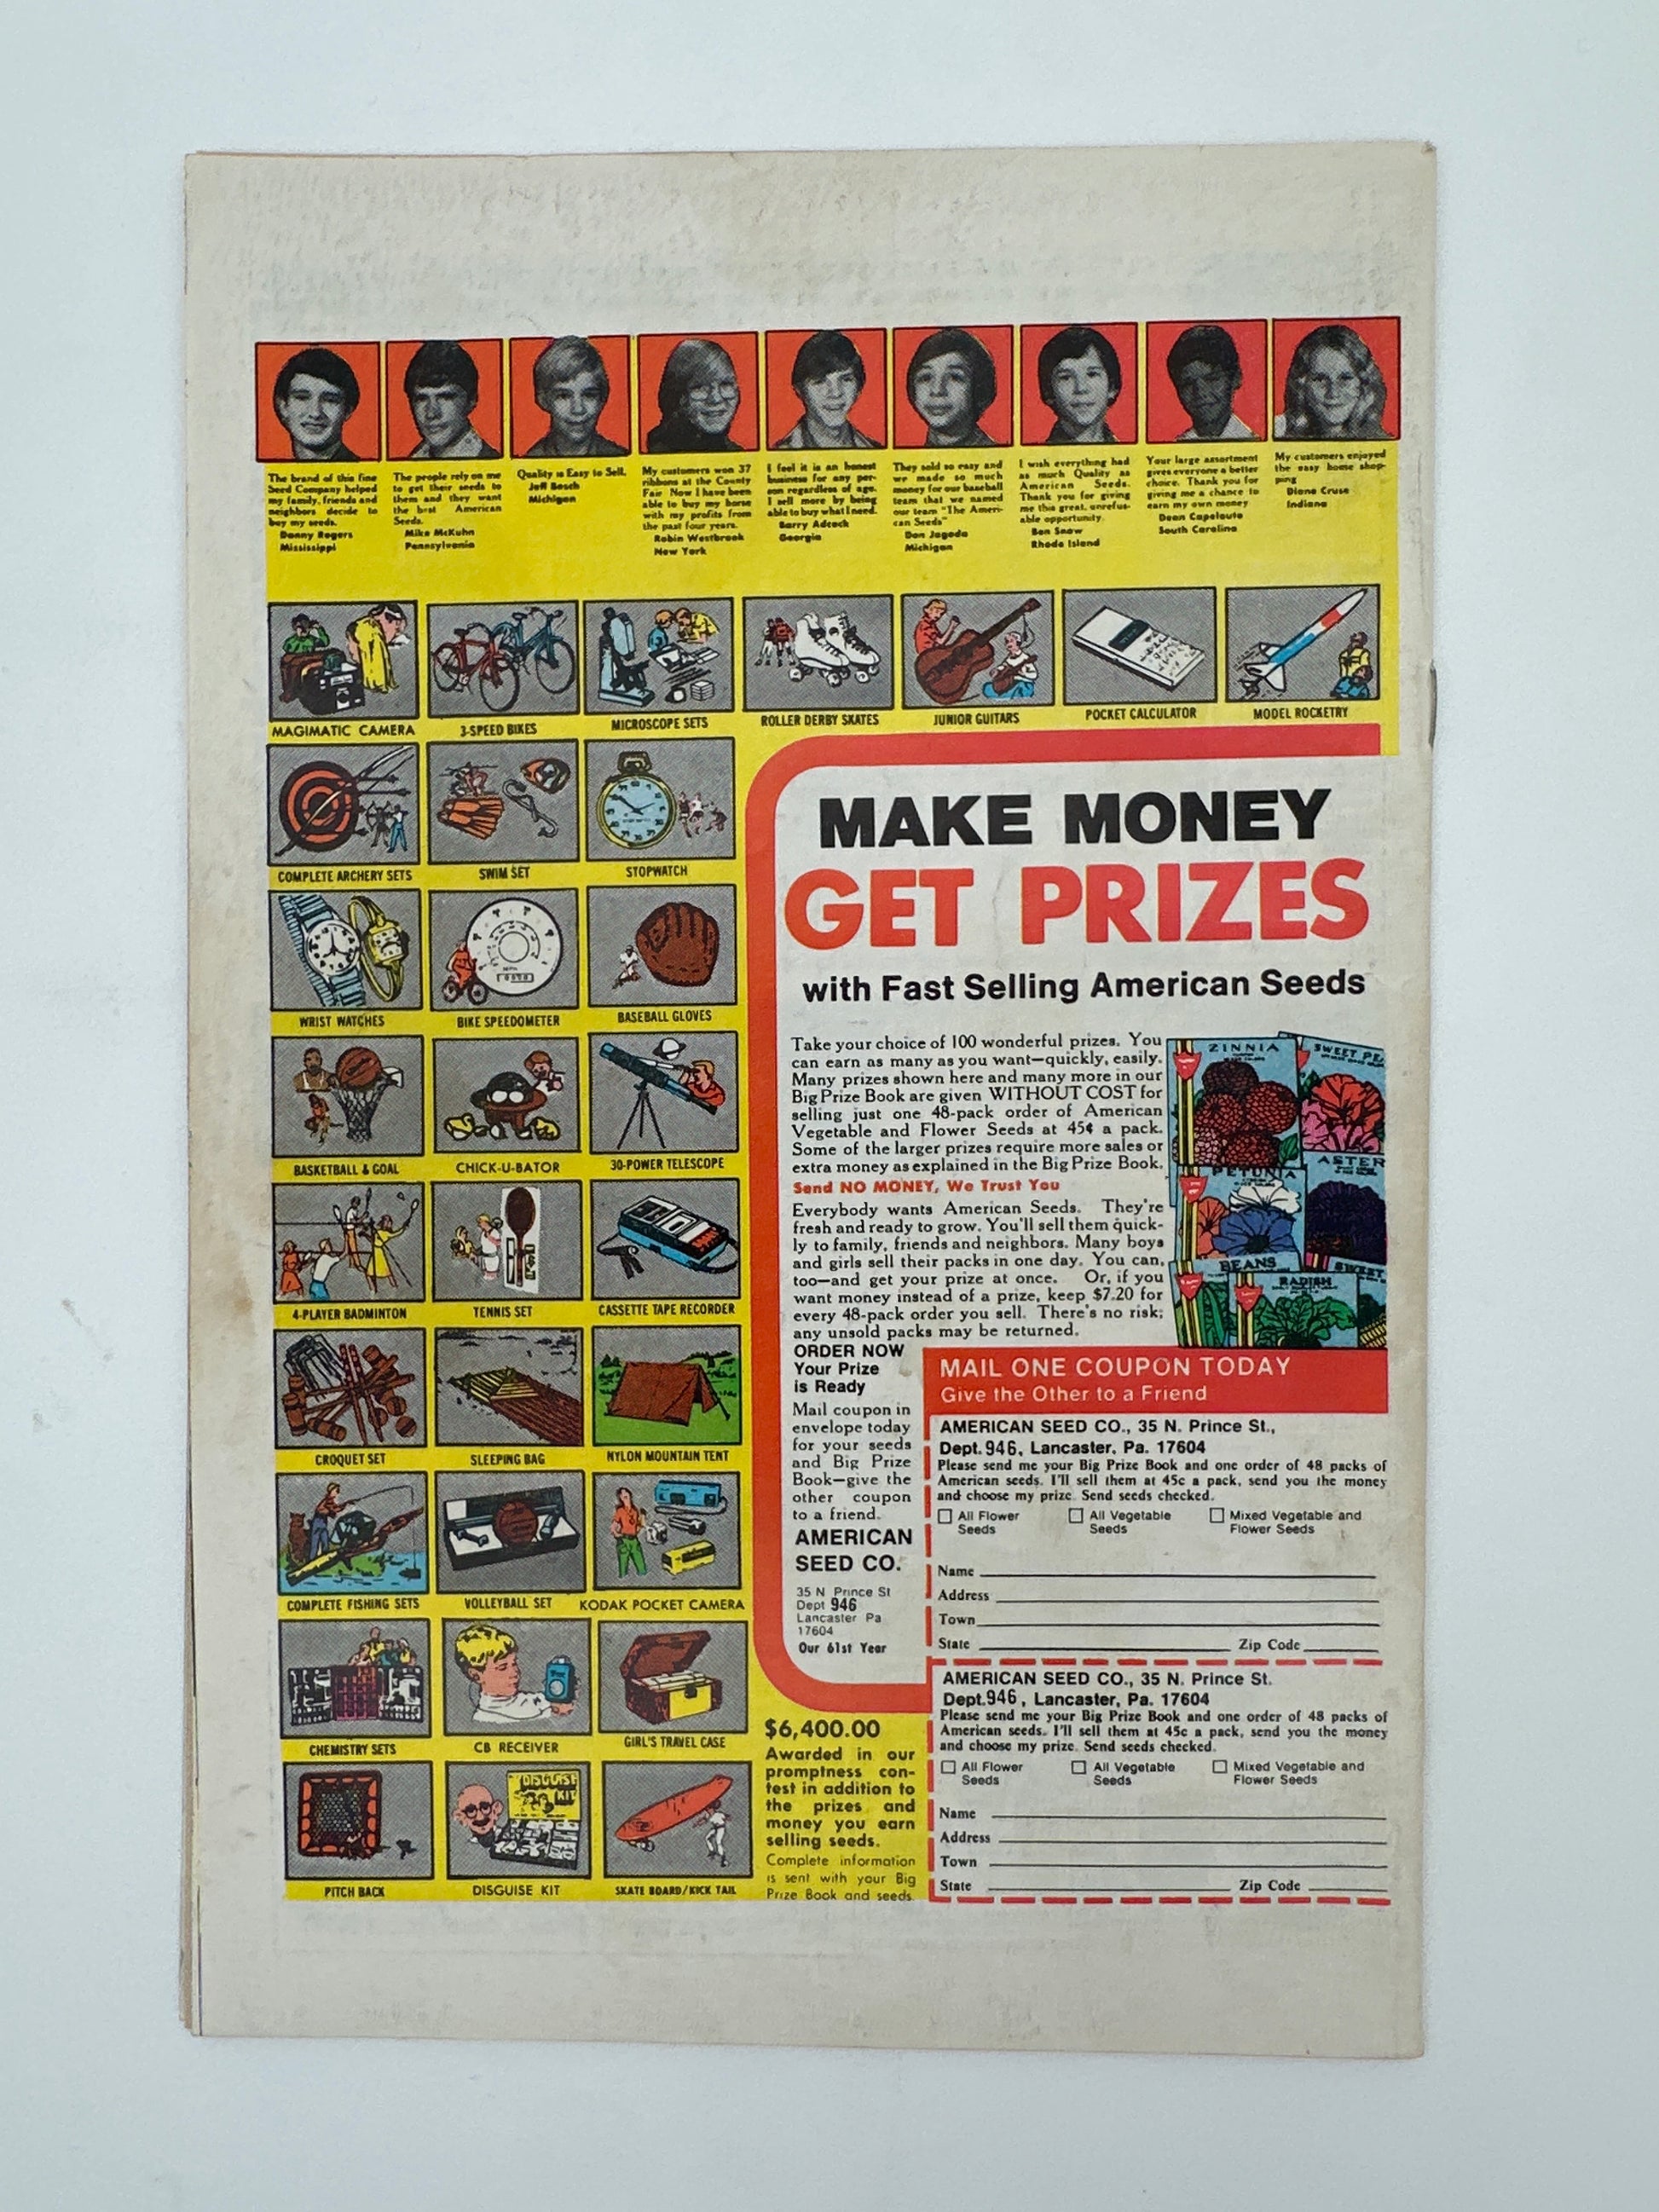 The brand of this fine
Seed Company helped
my family, friends and
neighbors decide to
buy my seeds.
Danny Rogers
Mississippi
The people rely on me
to get their seeds to
them and they want
the best American
Seeds.
Mike McKuhn
Pennsylvania
Quality is Easy to Sell.
Jeff Bosch
Michigan
My customers won 37
ribbons at the County
Fair Now I have been
able to buy my horse
with my profits from
the past four years.
Robin Westbrook
New York
I feel it is an honest
business for any per-
son regardless of age.
I sell more by being
able to buy what I need.
Barry Adcock
Georgia
They sold so easy and
we made so much
money for our baseball
team that we named
our team "The Ameri-
can Seeds"
Don Jagoda
Michigan
I wish everything had
as much Quality as
American Seeds.
Thank you for giving
me this great, unrefus-
able opportunity.
Ben Snow
Rhode Island
Your large assortment
gives everyone a better
choice. Thank you for
giving me a chance to
earn my own money
Dean Capelouto
South Carolina
My customers enjoyed
the easy home shop-
ping
Diane Cruse
Indiana
MAGIMATIC CAMERA
3-SPEED BIKES
MICROSCOPE SETS
ROLLER DERBY SKATES
JUNIOR GUITARS
POCKET CALCULATOR
MODEL ROCKETRY
COMPLETE ARCHERY SETS
SWIM SET
STOPWATCH
WRIST WATCHES
BIKE SPEEDOMETER
BASEBALL GLOVES
BASKETBALL & GOAL
CHICK-U-BATOR
30-POWER TELESCOPE
4-PLAYER BADMINTON
TENNIS SET
CASSETTE TAPE RECORDER
CROQUET SET
SLEEPING BAG
NYLON MOUNTAIN TENT
COMPLETE FISHING SETS
VOLLEYBALL SET
KODAK POCKET CAMERA
CHEMISTRY SETS
CB RECEIVER
GIRL'S TRAVEL CASE
DISGUISE
KIT
PITCH BACK
DISGUISE KIT
SKATE BOARD/KICK TAIL
MAKE MONEY
GET PRIZES
with Fast Selling American Seeds
Take your choice of 100 wonderful prizes. You
can earn as many as you want—quickly, easily.
Many prizes shown here and many more in our
Big Prize Book are given WITHOUT COST for
selling just one 48-pack order of American
Vegetable and Flower Seeds at 45¢ a pack.
Some of the larger prizes require more sales or
extra money as explained in the Big Prize Book.
Send NO MONEY, We Trust You
Everybody wants American Seeds. They're
fresh and ready to grow. You'll sell them quick-
ly to family, friends and neighbors. Many boys
and girls sell their packs in one day. You can,
too—and get your prize at once. Or, if you
want money instead of a prize, keep $7.20 for
every 48-pack order you sell. There's no risk;
any unsold packs may be returned.
ZINNIA
SWEET PE
PETUNIA
ASTER
BEANS
SWEET
RADISH
ORDER NOW
Your Prize
is Ready
Mail coupon in
envelope today
for your seeds
and Big Prize
Book—give the
other coupon
to a friend.
AMERICAN
SEED CO.
35 N Prince St
Dept 946
Lancaster Pa
17604
Our 61st Year
$6,400.00
Awarded in our
promptness con-
test in addition to
the prizes and
money you earn
selling seeds.
Complete information
is sent with your Big
Prize Book and seeds.
MAIL ONE COUPON TODAY
Give the Other to a Friend
AMERICAN SEED CO., 35 N. Prince St.,
Dept. 946, Lancaster, Pa. 17604
Please send me your Big Prize Book and one order of 48 packs of
American seeds. I'll sell them at 45c a pack, send you the money
and choose my prize. Send seeds checked.
All Flower Seeds
All Vegetable Seeds
Mixed Vegetable and Flower Seeds
Name
Address
Town
State Zip Code
AMERICAN SEED CO., 35 N. Prince St.
Dept. 946, Lancaster, Pa. 17604
Please send me your Big Prize Book and one order of 48 packs of
American seeds. I'll sell them at 45c a pack, send you the money
and choose my prize. Send seeds checked.
All Flower Seeds
All Vegetable Seeds
Mixed Vegetable and Flower Seeds
Name
Address
Town
State Zip Code